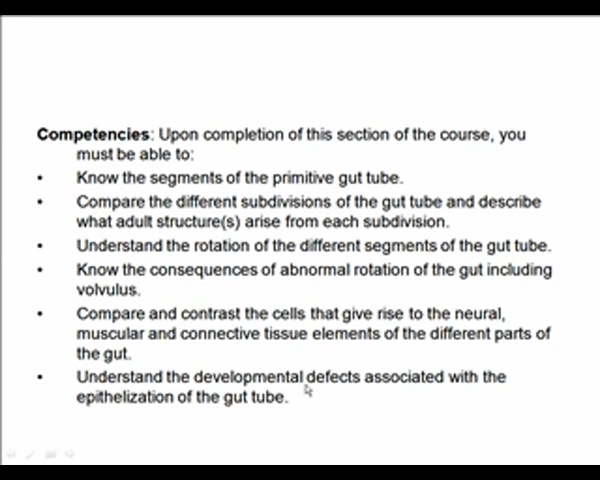 Competencies: Upon completion of this section of the course, you
must be able to:
• Know the segments of the primitive gut tube.
• Compare the different subdivisions of the gut tube and describe
what adult structure(s) arise from each subdivision.
• Understand the rotation of the different segments of the gut tube.
• Know the consequences of abnormal rotation of the gut including
volvulus.
• Compare and contrast the cells that give rise to the neural,
muscular and connective tissue elements of the different parts of
the gut.
• Understand the developmental defects associated with the
epithelization of the gut tube.